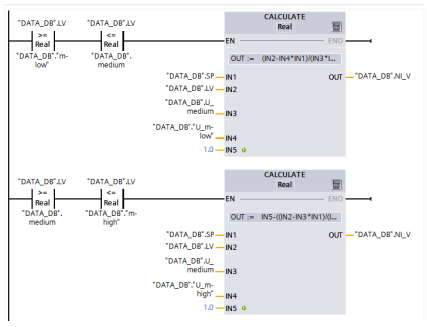 "DATA_DB".LV
"DATA_DB".LV
>=
Real
<=
Real
"DATA_DB"."m-
low"
"DATA_DB".
medium
CALCULATE
Real
EN
ENO
OUT := (IN2-IN4*IN1)/(IN3*I...
"DATA_DB".SP
IN1
OUT
"DATA_DB".NI_V
"DATA_DB".LV
IN2
"DATA_DB".U_
medium
IN3
"DATA_DB"."U_m-
low"
IN4
1.0
IN5
"DATA_DB".LV
"DATA_DB".LV
>=
Real
<=
Real
"DATA_DB".
medium
"DATA_DB"."m-
high"
CALCULATE
Real
EN
ENO
OUT := IN5-((IN2-IN3*IN1)/(I...
"DATA_DB".SP
IN1
OUT
"DATA_DB".NI_V
"DATA_DB".LV
IN2
"DATA_DB".U_
medium
IN3
"DATA_DB"."U_m-
high"
IN4
1.0
IN5